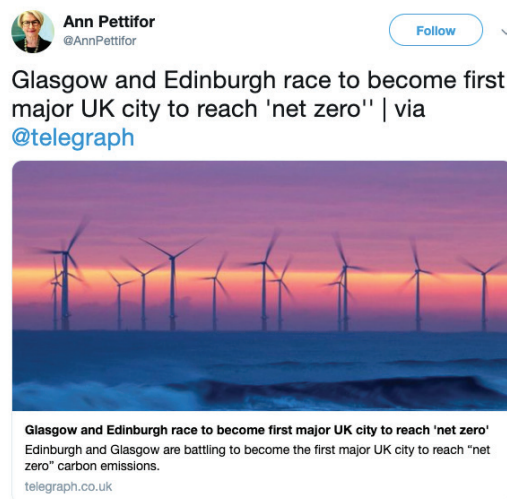 Ann Pettifor
@AnnPettifor
Follow
Glasgow and Edinburgh race to become first
major UK city to reach 'net zero'' | via
@telegraph
Glasgow and Edinburgh race to become first major UK city to reach 'net zero'
Edinburgh and Glasgow are battling to become the first major UK city to reach "net
zero" carbon emissions.
telegraph.co.uk